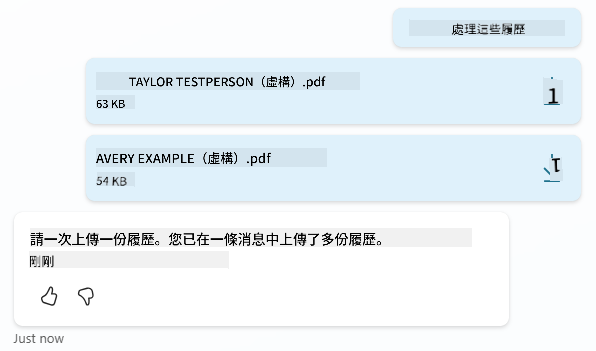 處理這些履歷
TAYLOR TESTPERSON（虛構）.pdf
63 KB
1
AVERY EXAMPLE（虛構）.pdf
54 KB
1
請一次上傳一份履歷。您已在一條消息中上傳了多份履歷。
剛剛
Just now